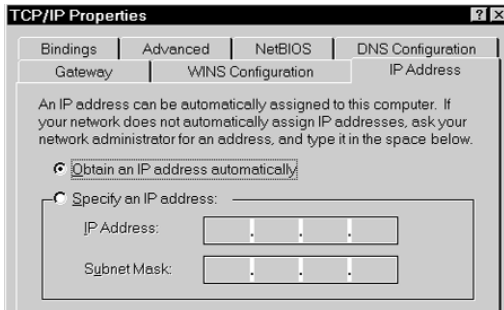 TCP/IP Properties
Bindings Advanced NetBIOS DNS Configuration
Gateway WINS Configuration IP Address
An IP address can be automatically assigned to this computer. If
your network does not automatically assign IP addresses, ask your
network administrator for an address, and type it in the space below.
Obtain an IP address automatically
Specify an IP address:
IP Address: . . .
Subnet Mask: . . .